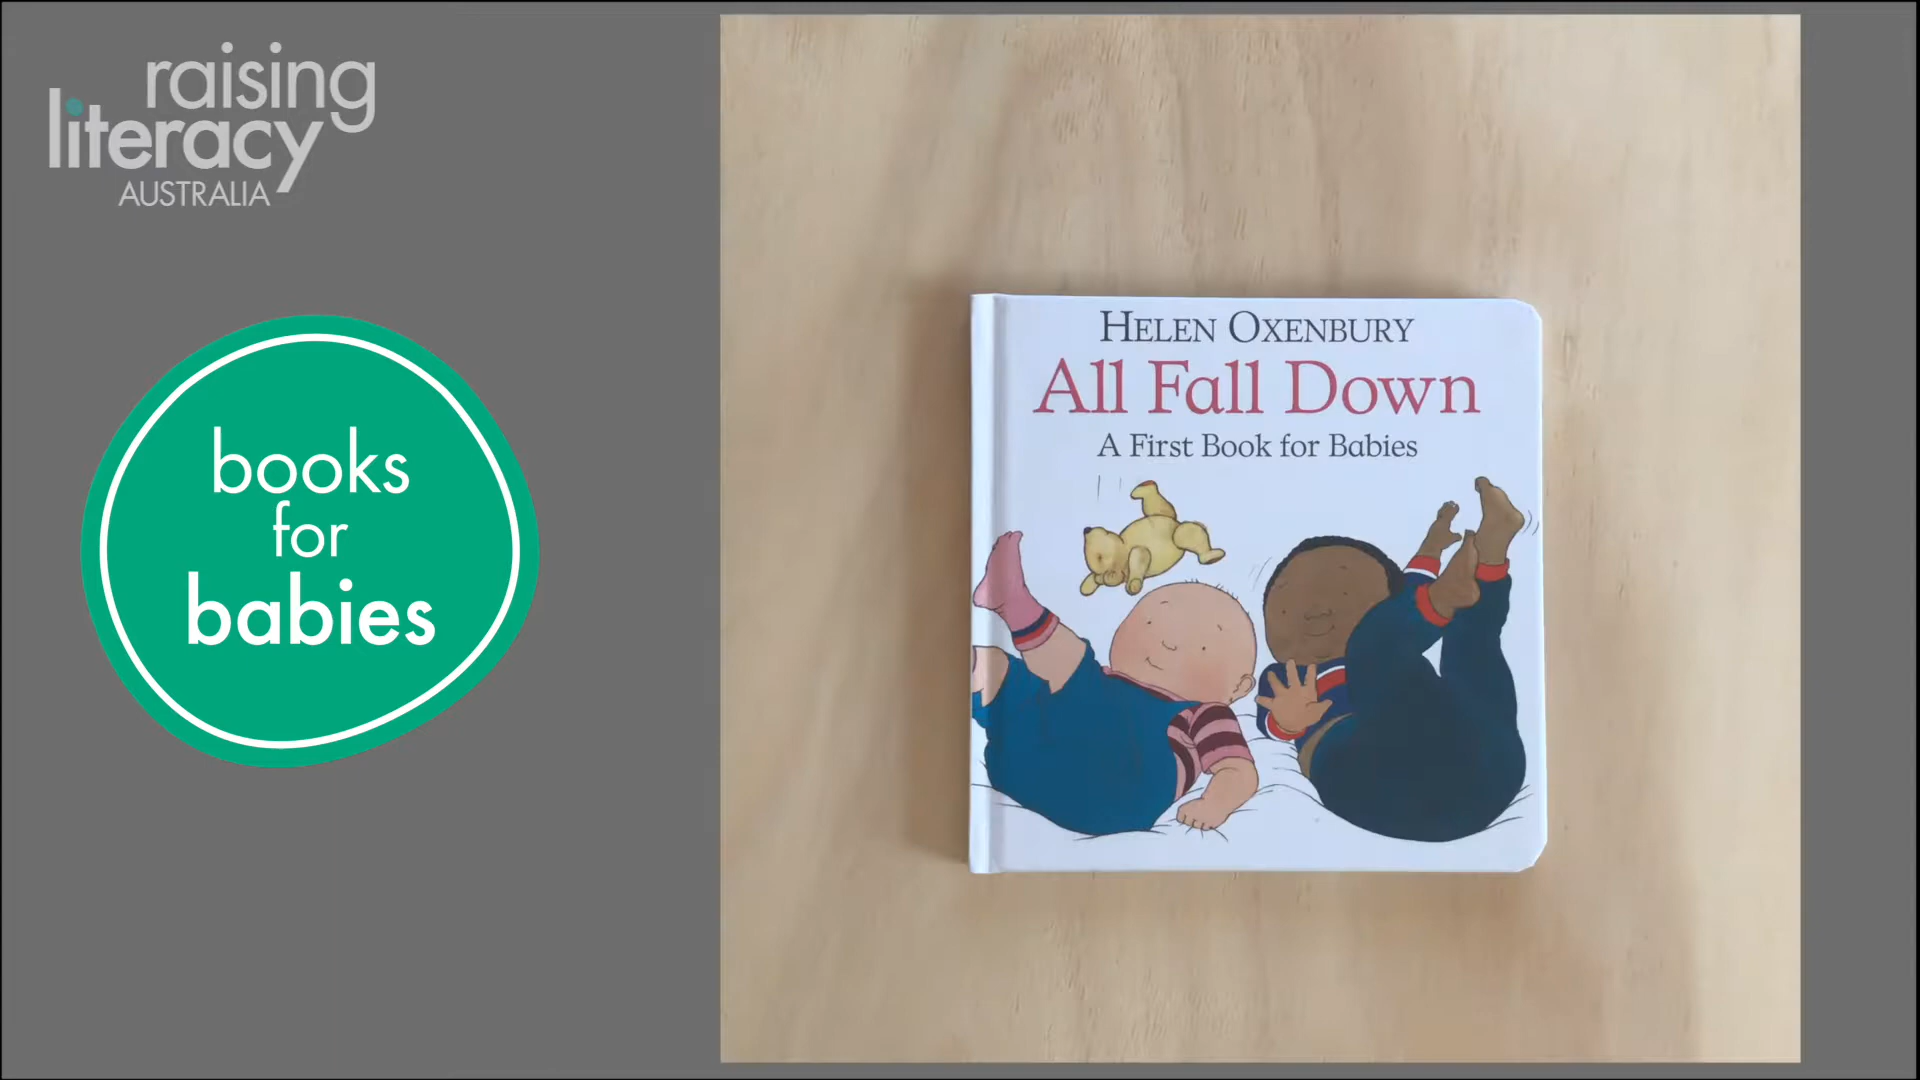 raising
literacy
AUSTRALIA
books
for
babies
HELEN OXENBURY
All Fall Down
A First Book for Babies